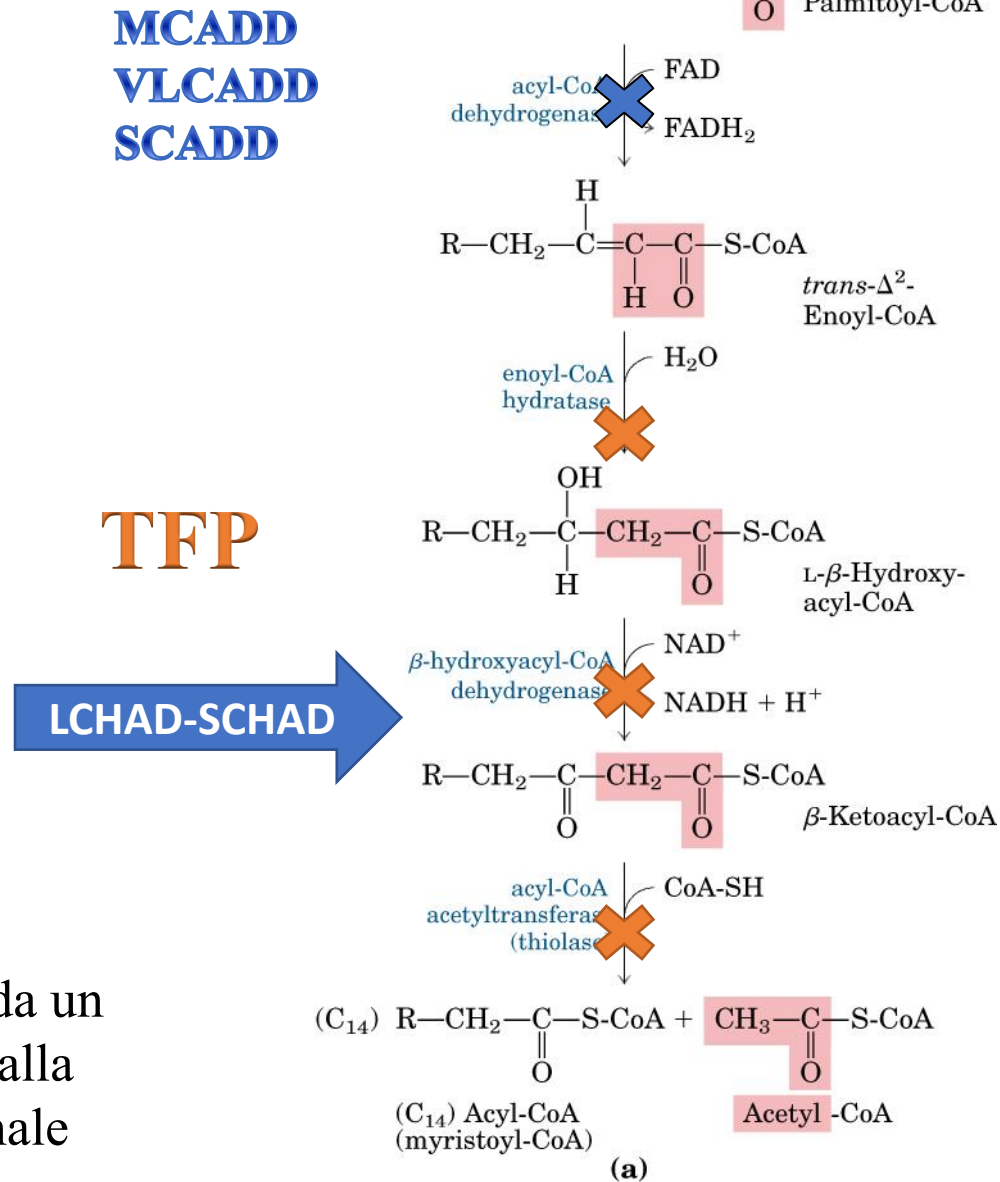 MCADD
VLCADD
SCADD
O Palmitoyl-CoA
FAD
acyl-CoA
dehydrogenas
FADH₂
H
R—CH₂—C=C—C—S-CoA
H O
trans-Δ²-
Enoyl-CoA
H₂O
enoyl-CoA
hydratase
OH
R—CH₂—C—CH₂—C—S-CoA
H O
L-β-Hydroxy-
acyl-CoA
TFP
NAD⁺
β-hydroxyacyl-CoA
dehydrogenase
NADH + H⁺
LCHAD-SCHAD
R—CH₂—C—CH₂—C—S-CoA
O O
β-Ketoacyl-CoA
acyl-CoA
acetyltransferas
(thiolase
CoA-SH
da un
alla
nale
(C₁₄) R—CH₂—C—S-CoA + CH₃—C—S-CoA
O O
(C₁₄) Acyl-CoA
(myristoyl-CoA)
Acetyl -CoA
(a)